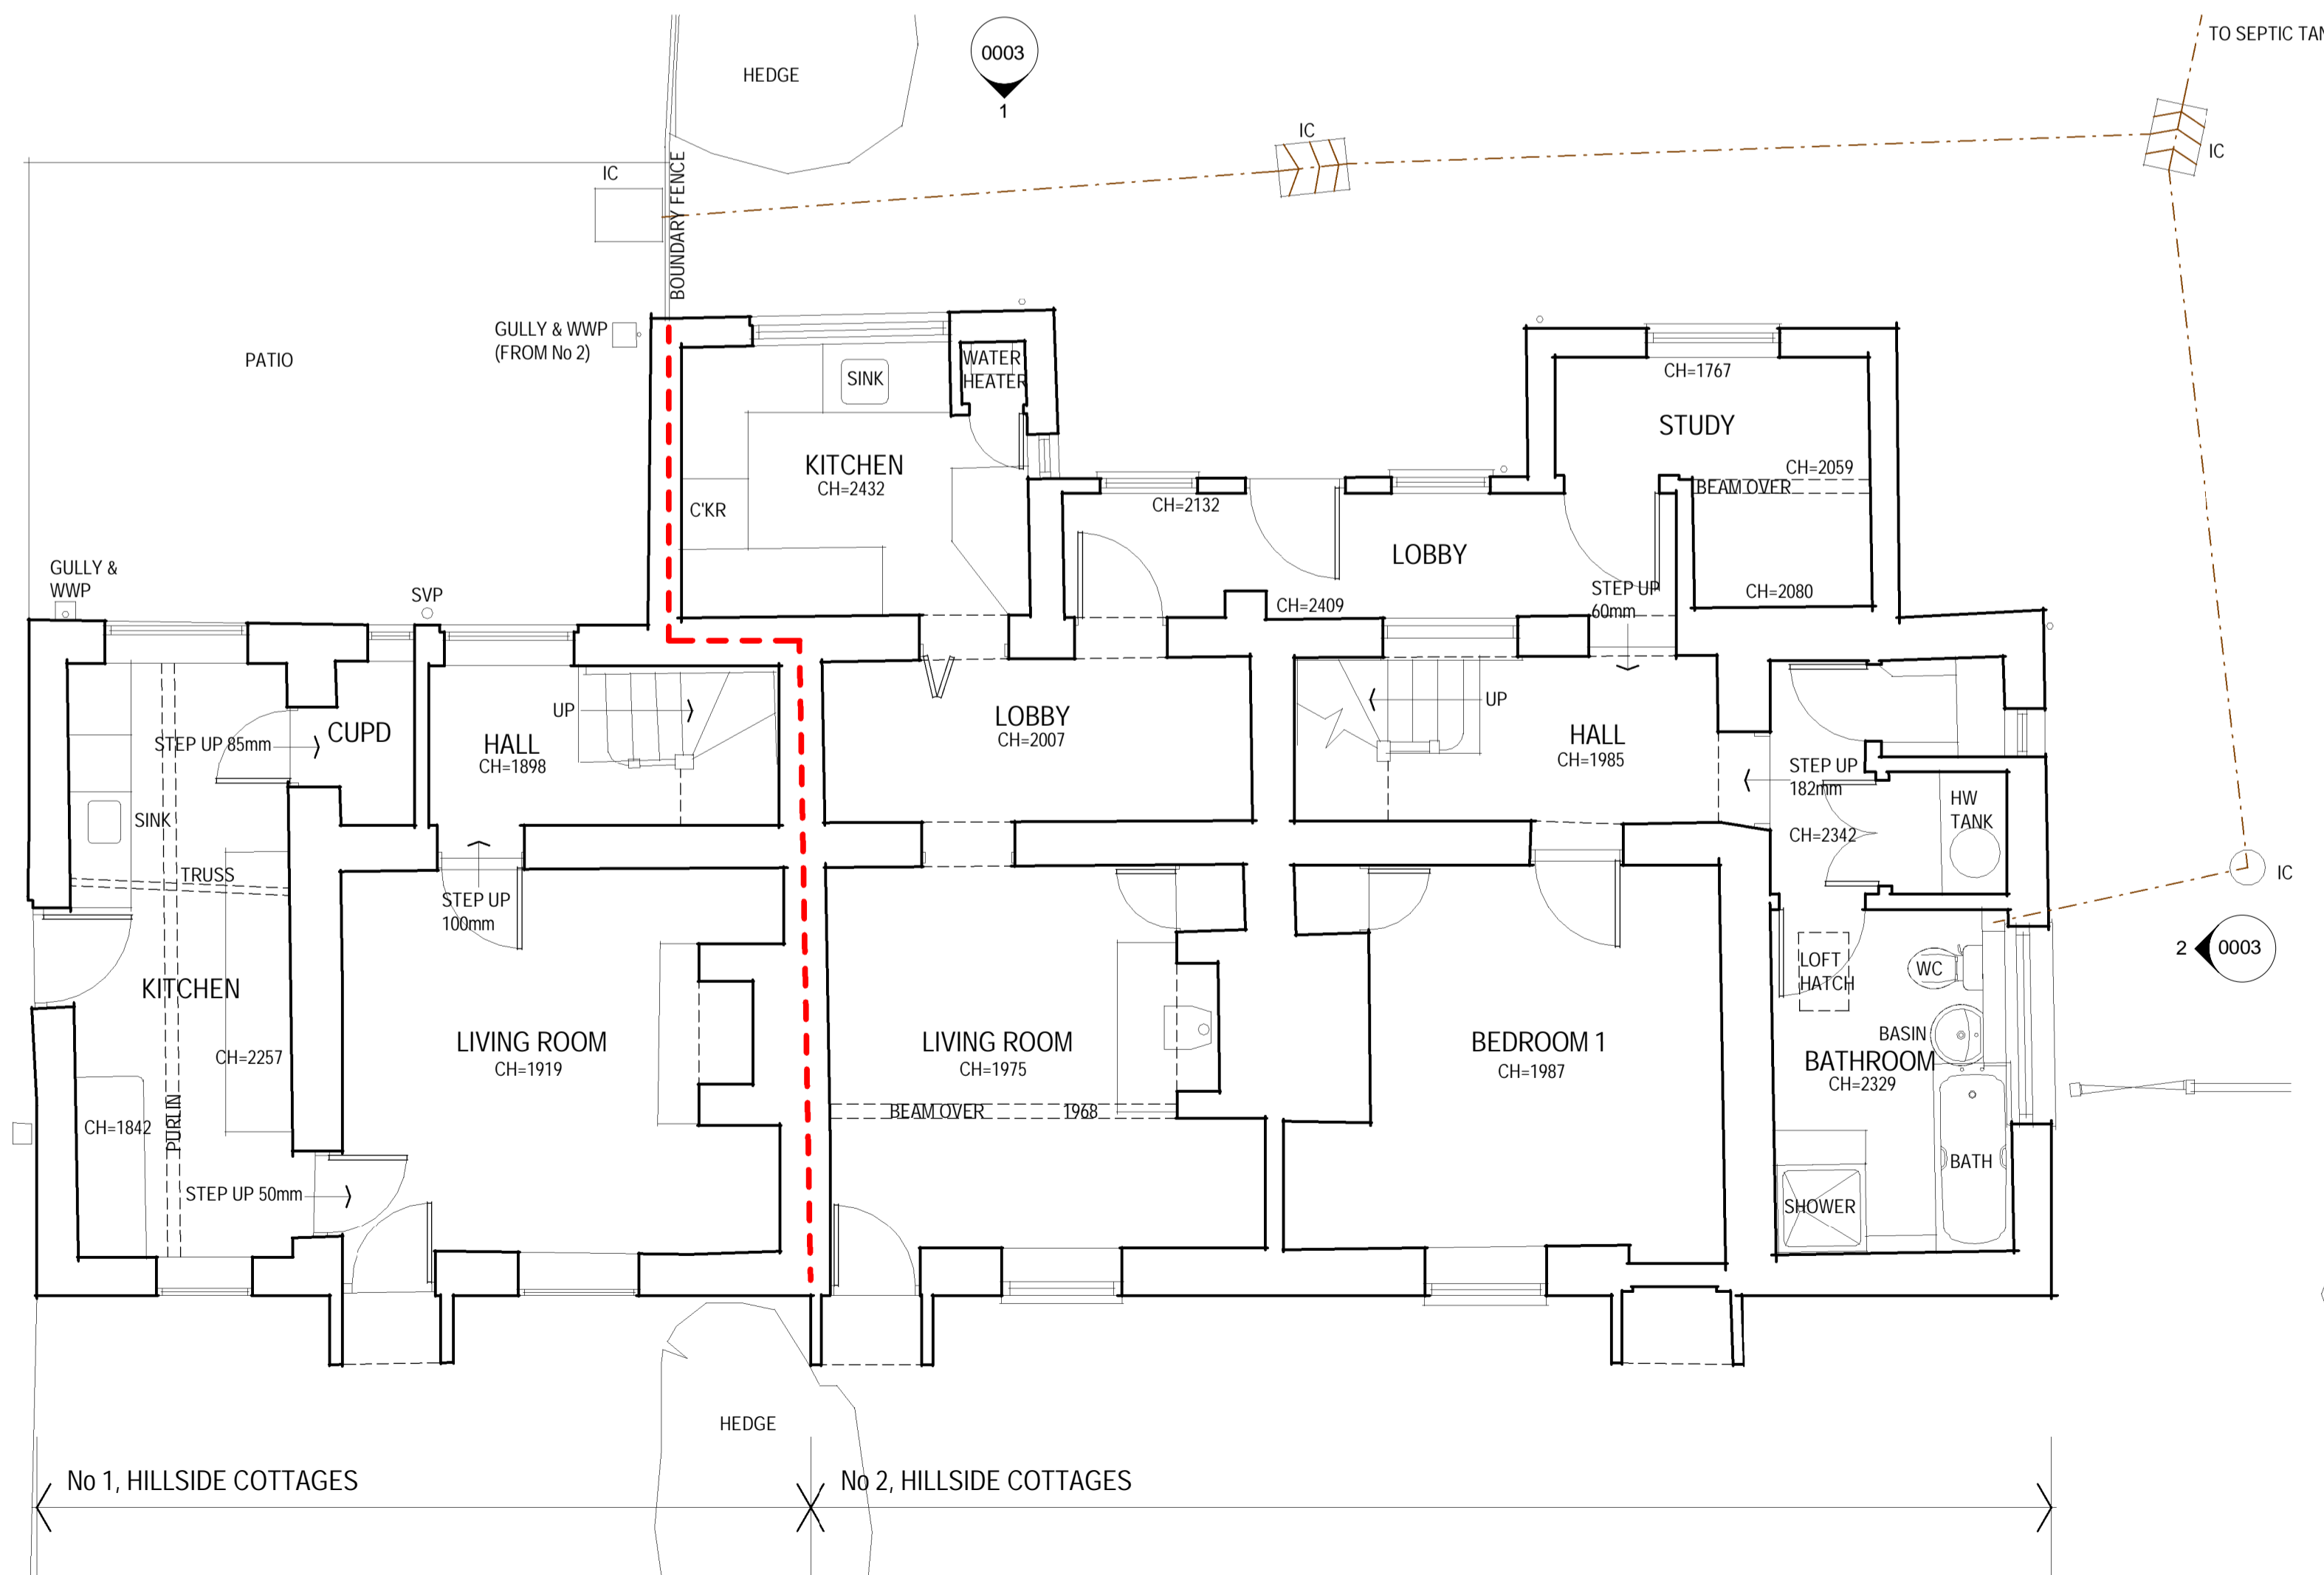 TO SEPTIC TAN
0003
1
HEDGE
IC
IC
IC
BOUNDARY FENCE
GULLY & WWP
(FROM No 2)
PATIO
WATER
HEATER
SINK
CH=1767
STUDY
KITCHEN
CH=2432
CH=2059
BEAM OVER
C'KR
CH=2132
LOBBY
GULLY &
WWP
SVP
STEP UP
60mm
CH=2080
CH=2409
UP
UP
LOBBY
CH=2007
CUPD
STEP UP 85mm
HALL
CH=1898
HALL
CH=1985
STEP UP
182mm
HW
TANK
SINK
CH=2342
TRUSS
IC
STEP UP
100mm
2
0003
LOFT
HATCH
WC
KITCHEN
LIVING ROOM
CH=1919
LIVING ROOM
CH=1975
BEDROOM 1
CH=1987
BASIN
BATHROOM
CH=2329
CH=2257
BEAM OVER
1968
CH=1842
PURLIN
BATH
STEP UP 50mm
SHOWER
HEDGE
No 1, HILLSIDE COTTAGES
No 2, HILLSIDE COTTAGES